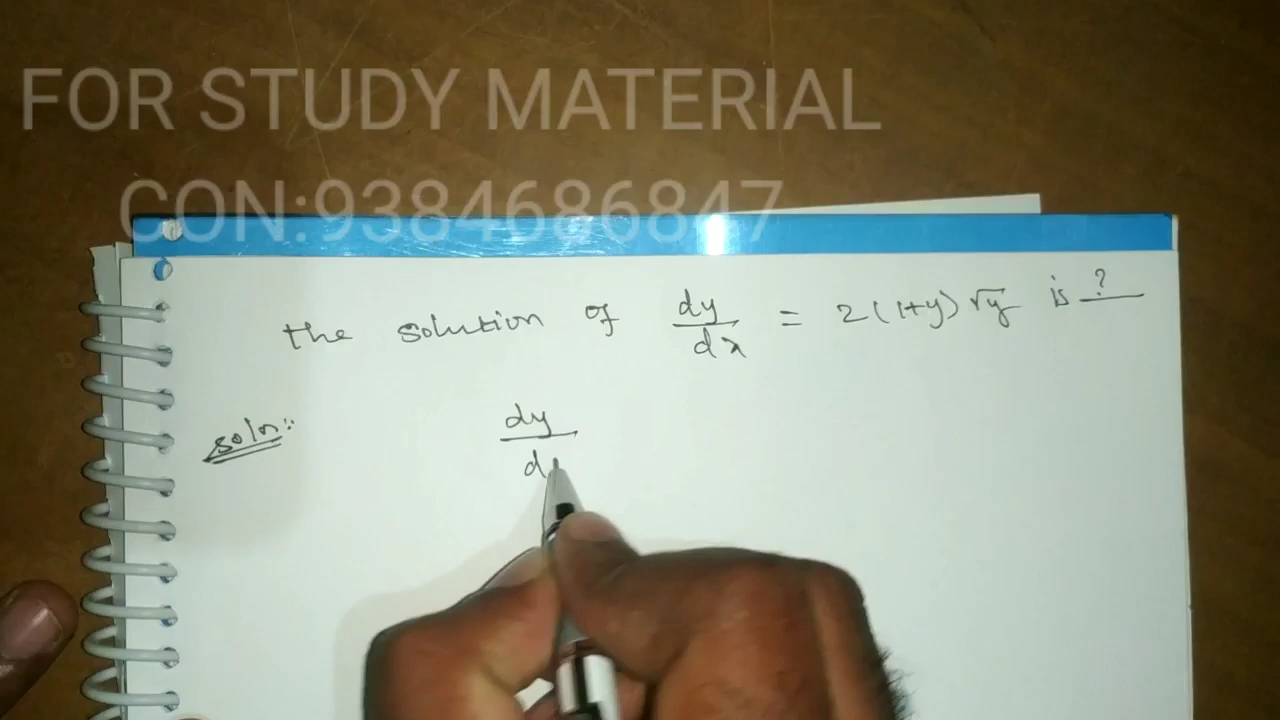 FOR STUDY MATERIAL
CON:9384686847
the solution of dy/dx = 2(1+y)√y is ?
soln:
dy
d